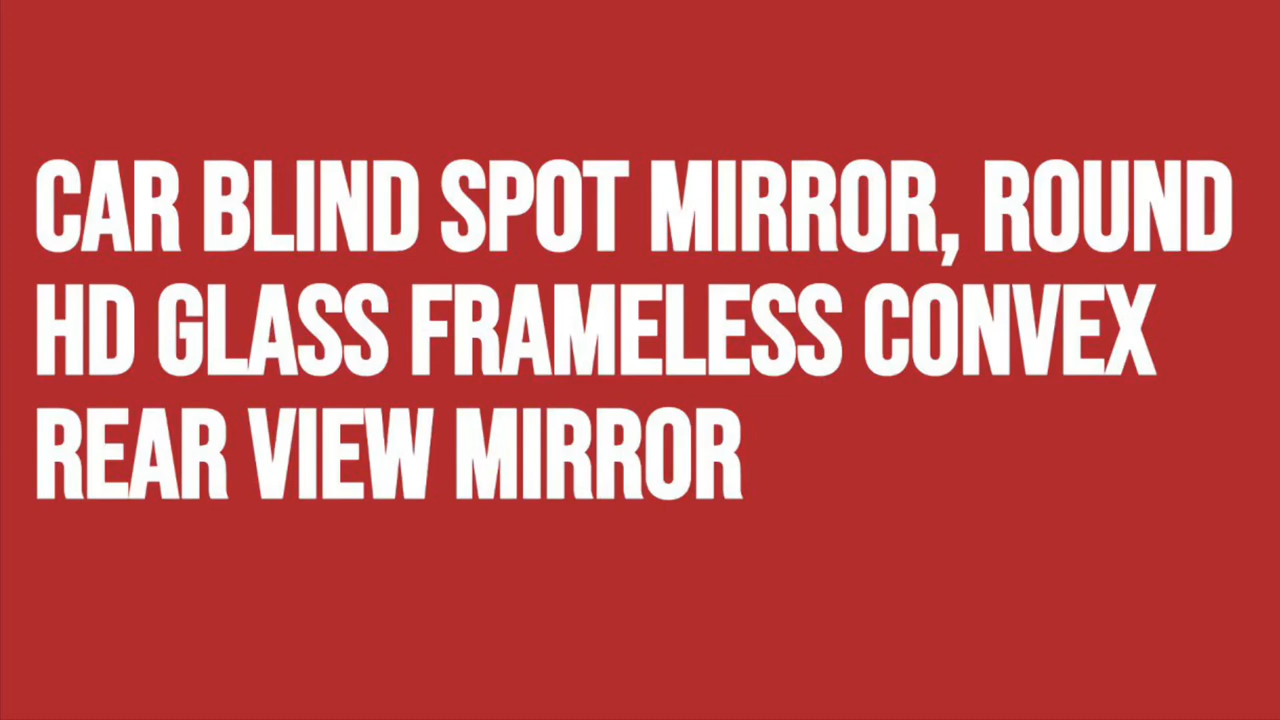 CAR BLIND SPOT MIRROR, ROUND
HD GLASS FRAMELESS CONVEX
REAR VIEW MIRROR